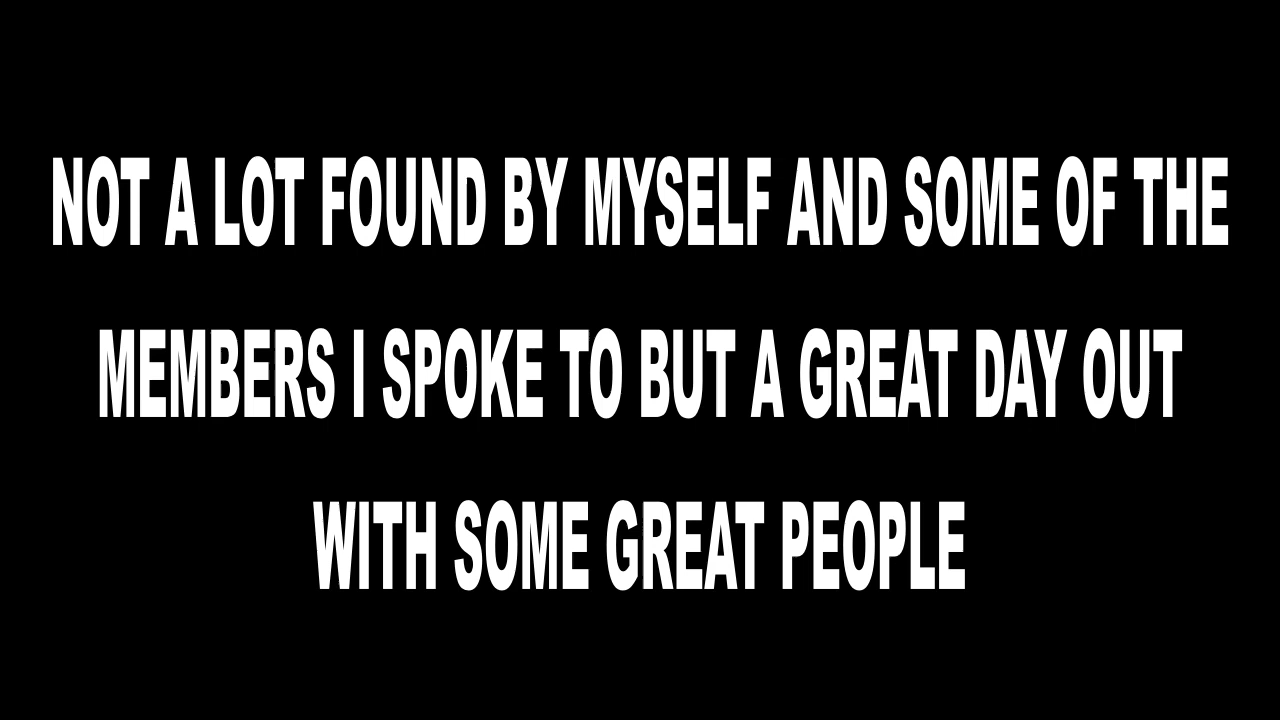 NOT A LOT FOUND BY MYSELF AND SOME OF THE
MEMBERS I SPOKE TO BUT A GREAT DAY OUT
WITH SOME GREAT PEOPLE